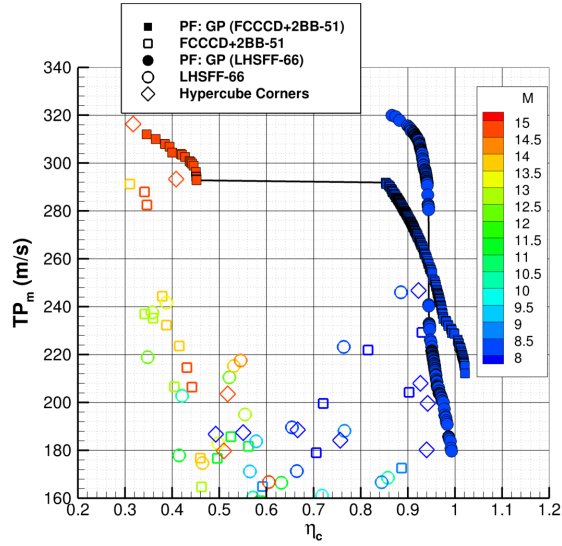 PF: GP (FCCCD+2BB-51)
FCCCD+2BB-51
PF: GP (LHSFF-66)
LHSFF-66
Hypercube Corners
M
15
14.5
14
13.5
13
12.5
12
11.5
11
10.5
10
9.5
9
8.5
8
TPm (m/s)
340
320
300
280
260
240
220
200
180
160
0.2 0.3 0.4 0.5 0.6 0.7 0.8 0.9 1 1.1 1.2
ηc